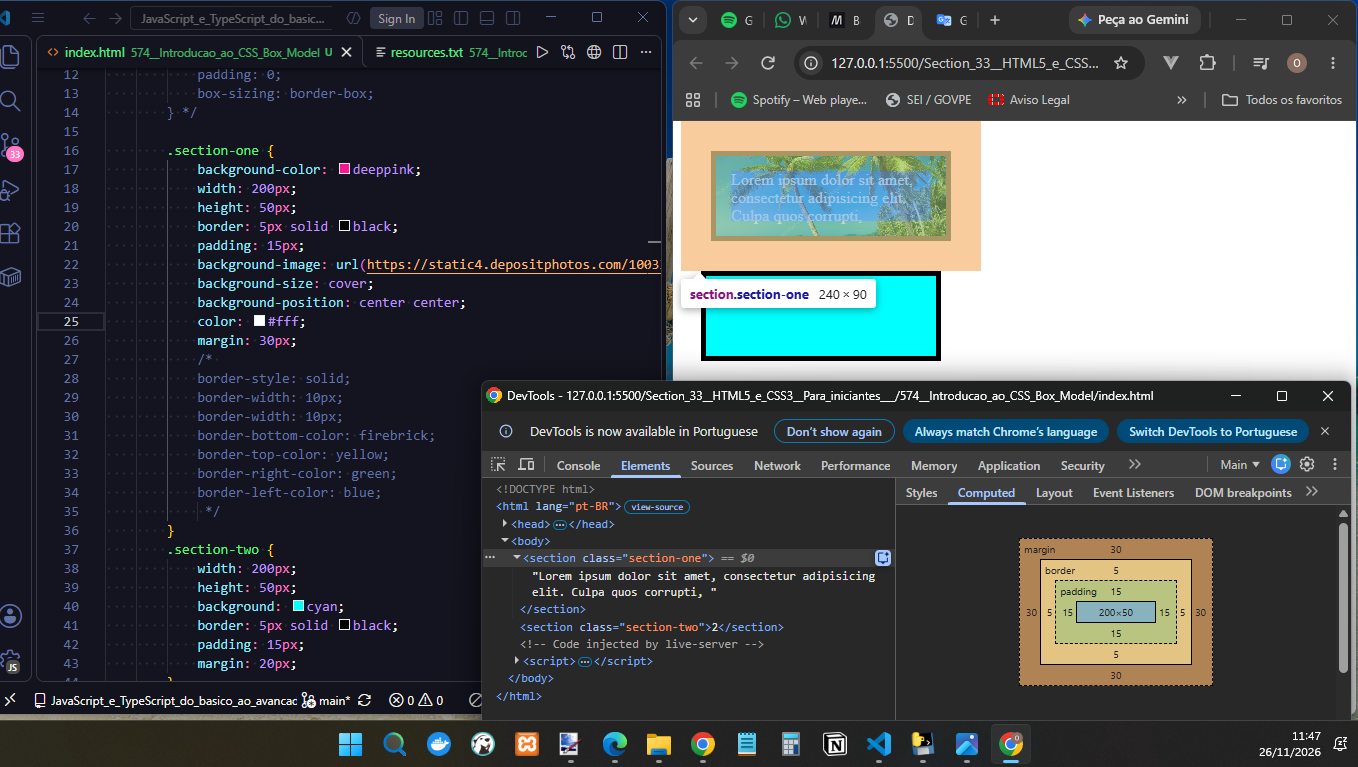 JavaScript_e_TypeScript_do_basic...
Sign In
index.html 574__Introducao_ao_CSS_Box_Model U
resources.txt 574__Introc
12 padding: 0;
13 box-sizing: border-box;
14 } */
15
16 .section-one {
17 background-color: deeppink;
18 width: 200px;
19 height: 50px;
20 border: 5px solid black;
21 padding: 15px;
22 background-image: url(https://static4.depositphotos.com/1003
23 background-size: cover;
24 background-position: center center;
25 color: #fff;
26 margin: 30px;
27 /*
28 border-style: solid;
29 border-width: 10px;
30 border-width: 10px;
31 border-bottom-color: firebrick;
32 border-top-color: yellow;
33 border-right-color: green;
34 border-left-color: blue;
35 */
36 }
37 .section-two {
38 width: 200px;
39 height: 50px;
40 background: cyan;
41 border: 5px solid black;
42 padding: 15px;
43 margin: 20px;
33
JS
JavaScript_e_TypeScript_do_basico_ao_avancac main* 0 0
G
W
B
D
G
Peça ao Gemini
127.0.0.1:5500/Section_33__HTML5_e_CSS...
O
Spotify – Web playe...
SEI / GOVPE
Aviso Legal
Todos os favoritos
Lorem ipsum dolor sit amet,
consectetur adipisicing elit.
Culpa quos corrupti,
section.section-one 240 × 90
DevTools - 127.0.0.1:5500/Section_33__HTML5_e_CSS3__Para_iniciantes___/574__Introducao_ao_CSS_Box_Model/index.html
DevTools is now available in Portuguese
Don't show again
Always match Chrome's language
Switch DevTools to Portuguese
Console Elements Sources Network Performance Memory Application Security
Main
<!DOCTYPE html>
<html lang="pt-BR"> view-source
<head> </head>
<body>
<section class="section-one"> == $0
"Lorem ipsum dolor sit amet, consectetur adipisicing
elit. Culpa quos corrupti, "
</section>
<section class="section-two">2</section>
<!-- Code injected by live-server -->
<script> </script>
</body>
</html>
Styles Computed Layout Event Listeners DOM breakpoints
margin 30
border 5
padding 15
30 5 15 200×50 15 5 30
15
5
30
11:47
26/11/2026